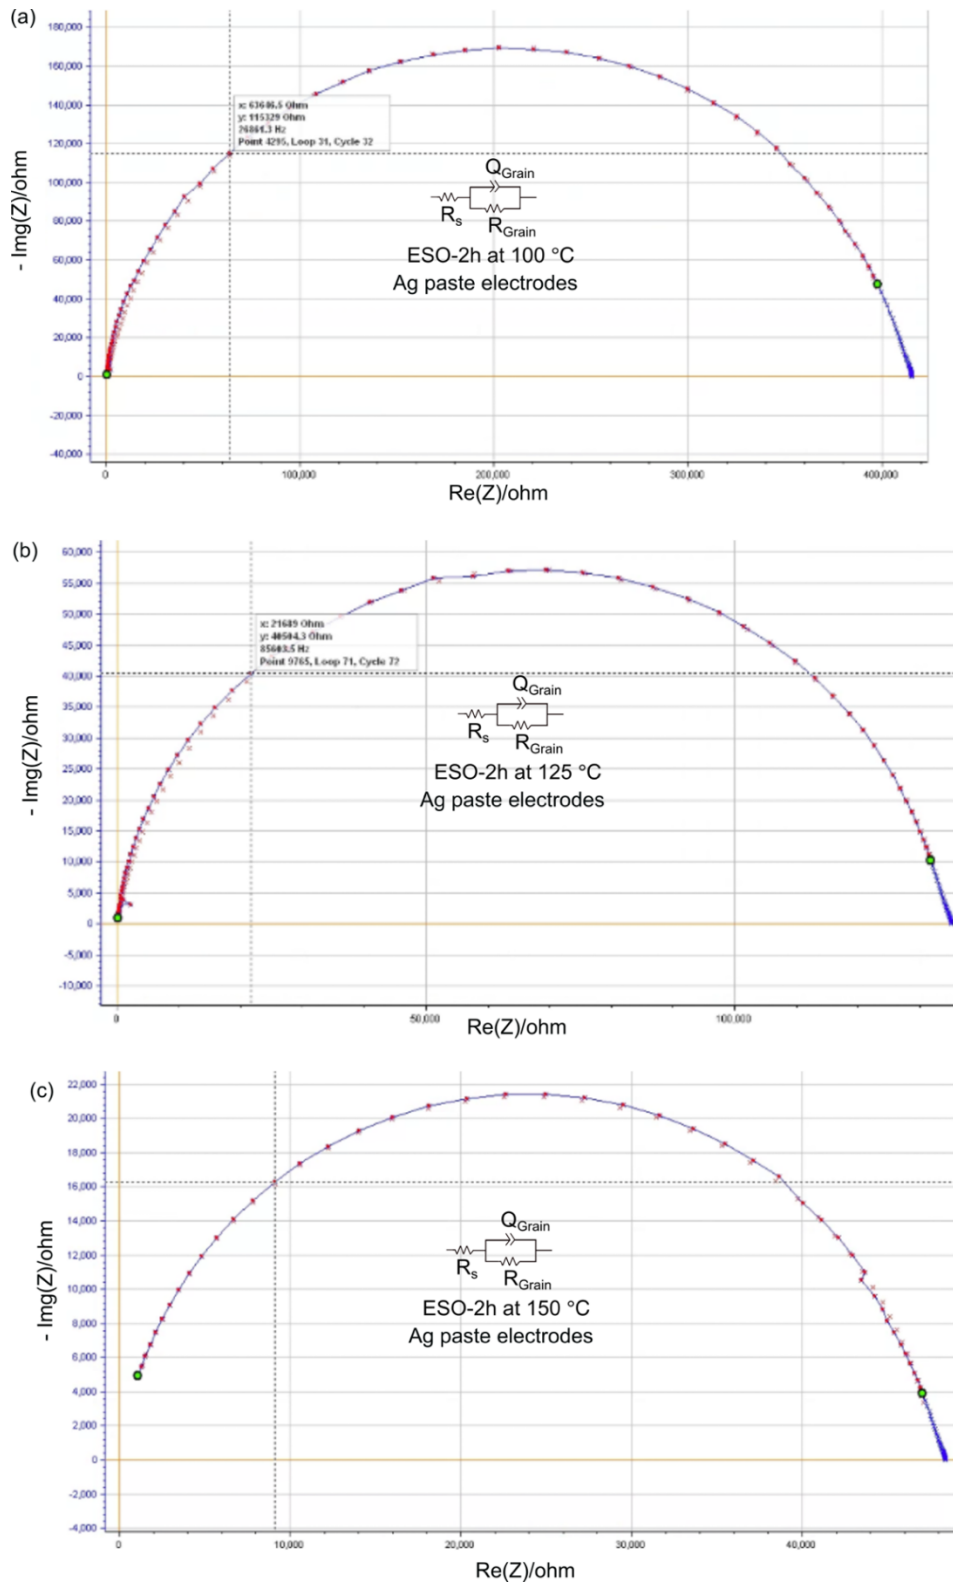 (a)
180,000
160,000
140,000
120,000
100,000
80,000
60,000
40,000
20,000
0
-20,000
-40,000
- Img(Z)/ohm
x: 63686.5 Ohm
y: 115329 Ohm
26861.3 Hz
Point 4295, Loop 31, Cycle 32
QGrain
Rs
RGrain
ESO-2h at 100 °C
Ag paste electrodes
0
100,000
200,000
300,000
400,000
Re(Z)/ohm
(b)
60,000
55,000
50,000
45,000
40,000
35,000
30,000
25,000
20,000
15,000
10,000
5,000
0
-5,000
-10,000
- Img(Z)/ohm
x: 21689 Ohm
y: 40504.3 Ohm
85603.5 Hz
Point 9765, Loop 71, Cycle 72
QGrain
Rs
RGrain
ESO-2h at 125 °C
Ag paste electrodes
0
50,000
100,000
Re(Z)/ohm
(c)
22,000
20,000
18,000
16,000
14,000
12,000
10,000
8,000
6,000
4,000
2,000
0
-2,000
-4,000
- Img(Z)/ohm
QGrain
Rs
RGrain
ESO-2h at 150 °C
Ag paste electrodes
0
10,000
20,000
30,000
40,000
Re(Z)/ohm